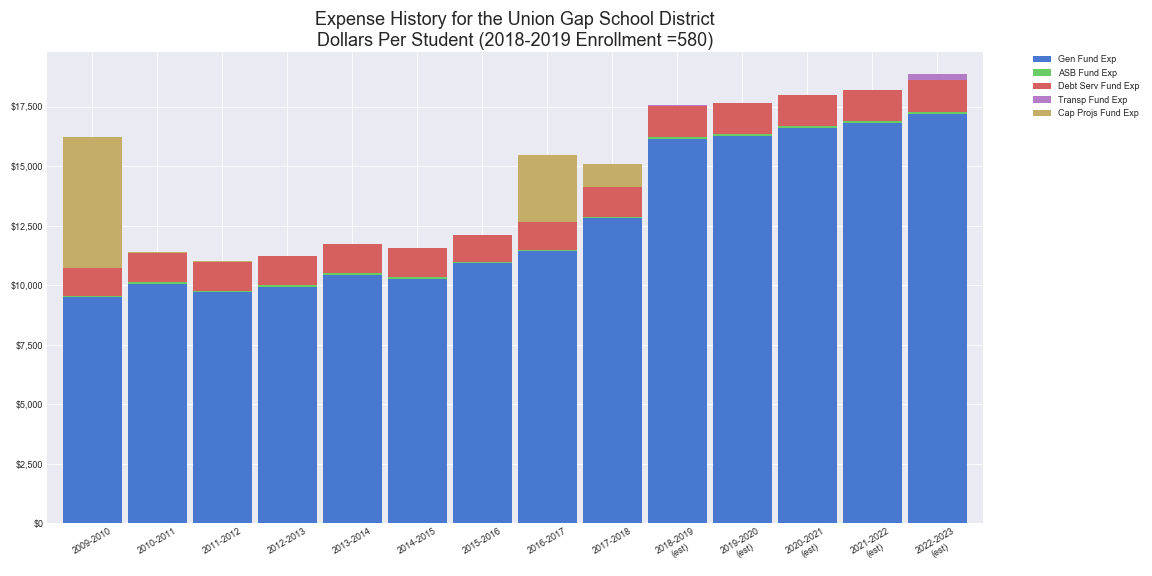 Expense History for the Union Gap School District
Dollars Per Student (2018-2019 Enrollment =580)
Gen Fund Exp
ASB Fund Exp
Debt Serv Fund Exp
Transp Fund Exp
Cap Projs Fund Exp
$17,500
$15,000
$12,500
$10,000
$7,500
$5,000
$2,500
$0
2009-2010
2010-2011
2011-2012
2012-2013
2013-2014
2014-2015
2015-2016
2016-2017
2017-2018
2018-2019
(est)
2019-2020
(est)
2020-2021
(est)
2021-2022
(est)
2022-2023
(est)